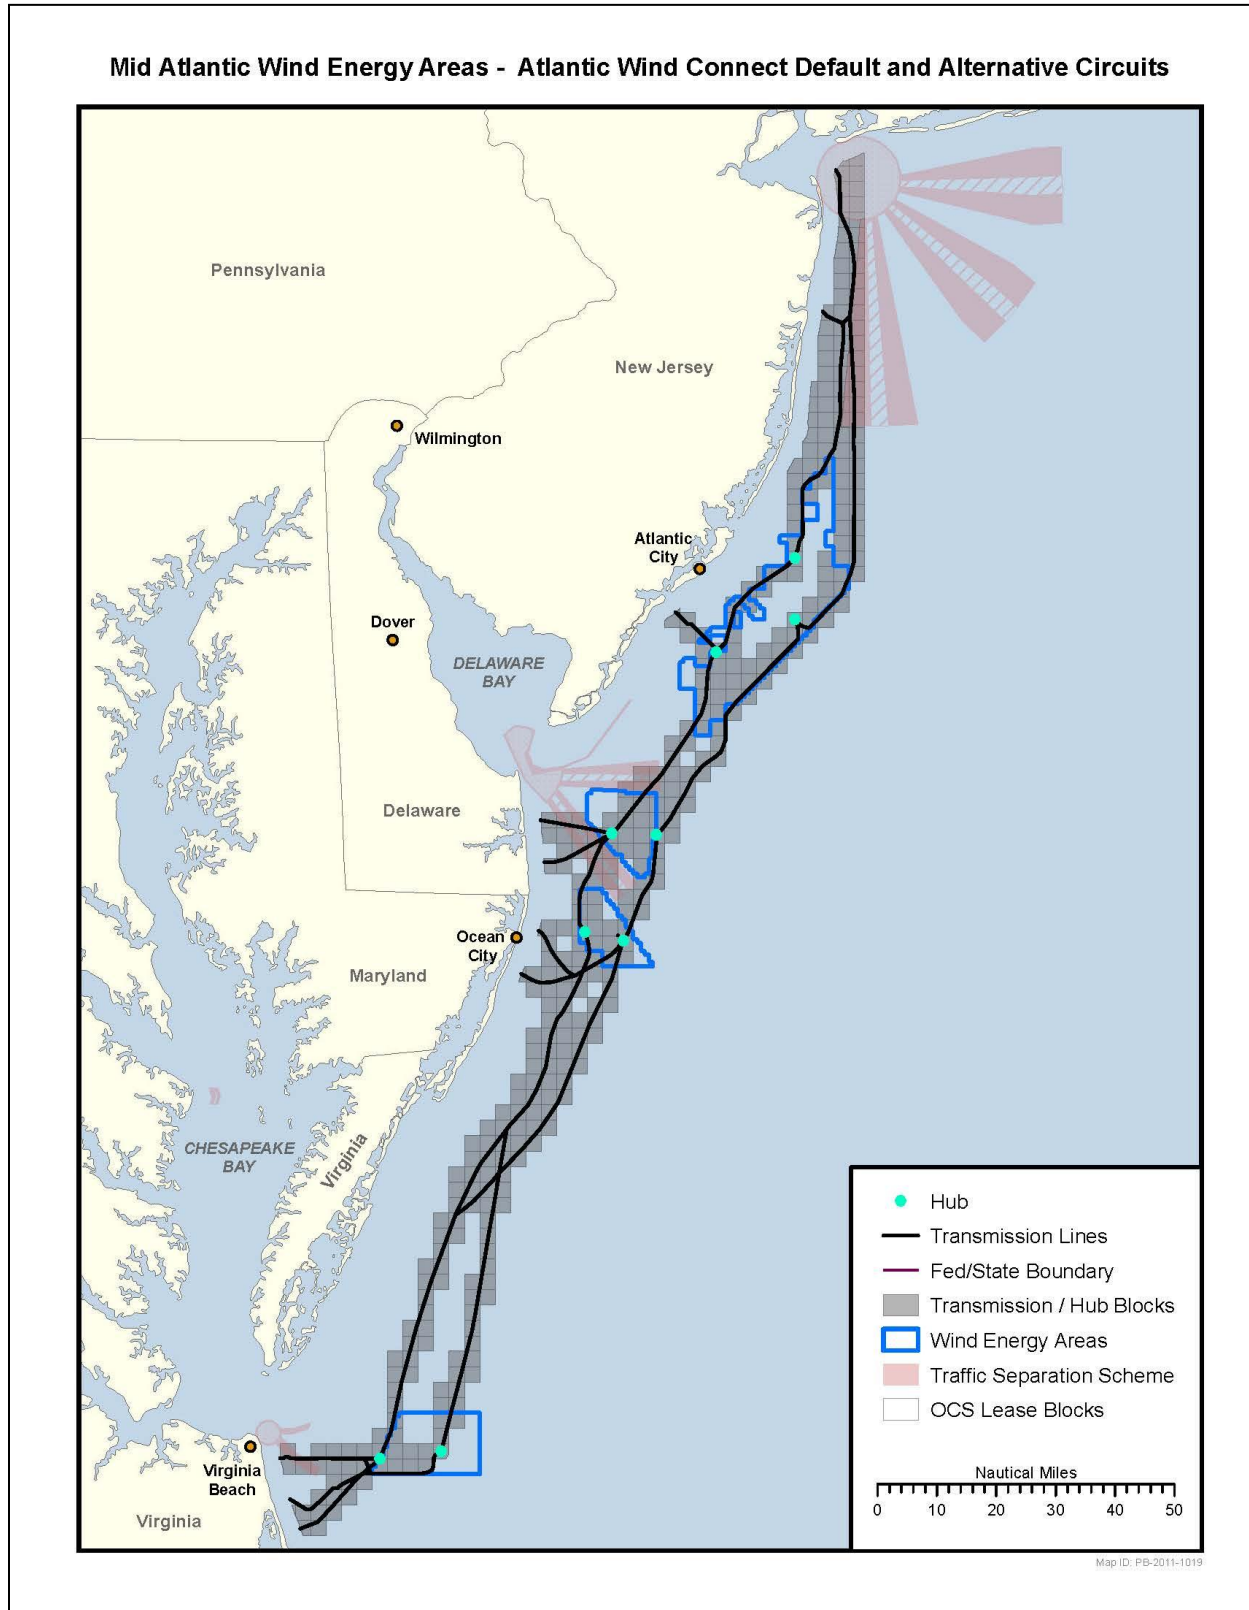 Mid Atlantic Wind Energy Areas - Atlantic Wind Connect Default and Alternative Circuits
Pennsylvania
New Jersey
Wilmington
Atlantic
City
Dover
DELAWARE
BAY
Delaware
Ocean
City
Maryland
CHESAPEAKE
BAY
Virginia
Virginia
Beach
Virginia
Hub
Transmission Lines
Fed/State Boundary
Transmission / Hub Blocks
Wind Energy Areas
Traffic Separation Scheme
OCS Lease Blocks
Nautical Miles
0 10 20 30 40 50
Map ID: PB-2011-1019